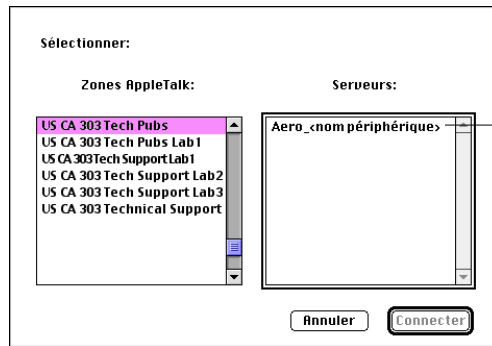 Sélectionner:
Zones AppleTalk:
Serveurs:
US CA 303 Tech Pubs
US CA 303 Tech Pubs Lab1
US CA 303Tech Support Lab1
US CA 303 Tech Support Lab2
US CA 303 Tech Support Lab3
US CA 303 Technical Support
Aero_<nom périphérique>
Annuler
Connecter